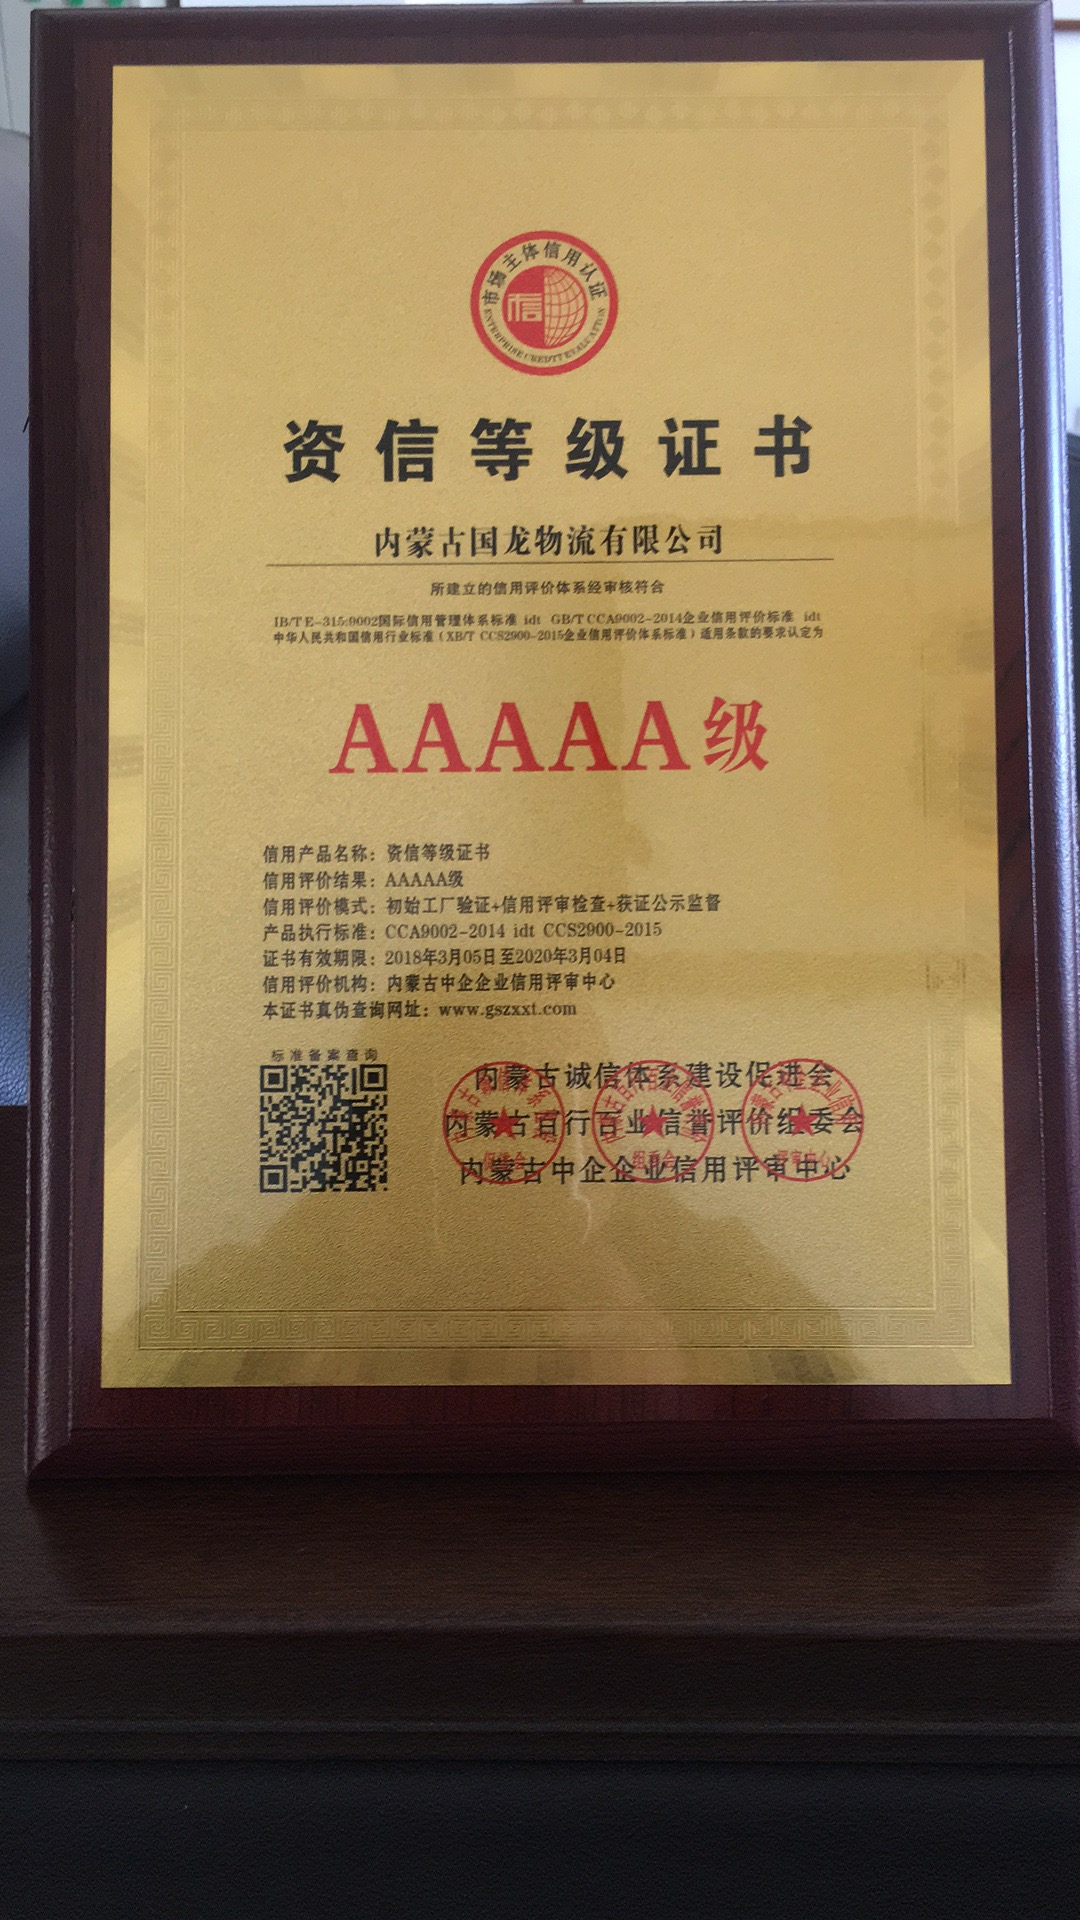 市场主体信用认证
信
ENTERPRISE CREDTT EVALUATION
资信等级证书
内蒙古国龙物流有限公司
所建立的信用评价体系经审核符合
IB/T E-315:9002国际信用管理体系标准 idt GB/T CCA9002-2014企业信用评价标准 idt
中华人民共和国信用行业标准（XB/T CCS2900-2015企业信用评价体系标准）适用条款的要求认定为
AAAAA级
信用产品名称：资信等级证书
信用评价结果：AAAAA级
信用评价模式：初始工厂验证+信用评审检查+获证公示监督
产品执行标准：CCA9002-2014 idt CCS2900-2015
证书有效期限：2018年3月05日至2020年3月04日
信用评价机构：内蒙古中企企业信用评审中心
本证书真伪查询网址：www.gszxxt.com
标准备案查询
内蒙古诚信体系建设促进会
内蒙古百行百业信誉评价组委会
内蒙古中企企业信用评审中心
促进会
组委会
评审中心